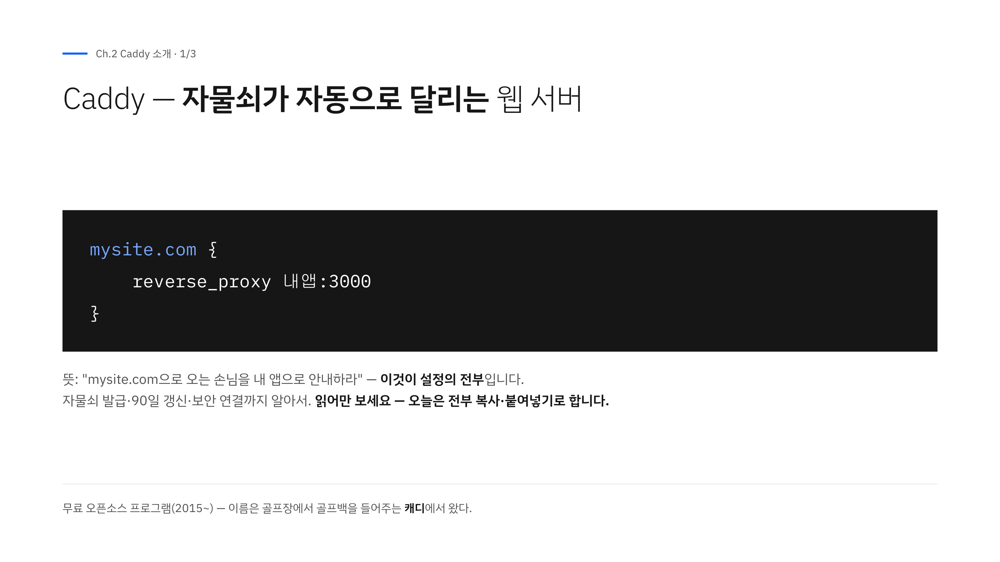 Ch.2 Caddy 소개 · 1/3
Caddy — 자물쇠가 자동으로 달리는 웹 서버
mysite.com {
    reverse_proxy 내앱:3000
}
뜻: "mysite.com으로 오는 손님을 내 앱으로 안내하라" — 이것이 설정의 전부입니다.
자물쇠 발급·90일 갱신·보안 연결까지 알아서. 읽어만 보세요 — 오늘은 전부 복사·붙여넣기로 합니다.
무료 오픈소스 프로그램(2015~) — 이름은 골프장에서 골프백을 들어주는 캐디에서 왔다.